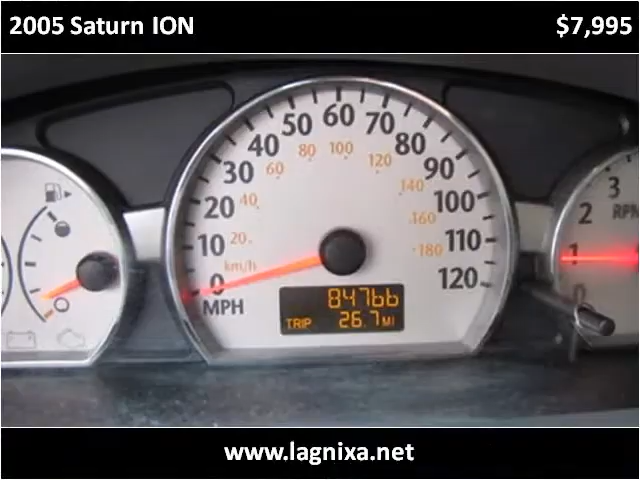 2005 Saturn ION $7,995
60
50 70
40 80
30 90
20 100
10 110
0 120
MPH
80 100 120
60 140
40 160
20 180
km/h
84766
TRIP 26.7 MI
3
2
RPM
1
0
www.lagnixa.net